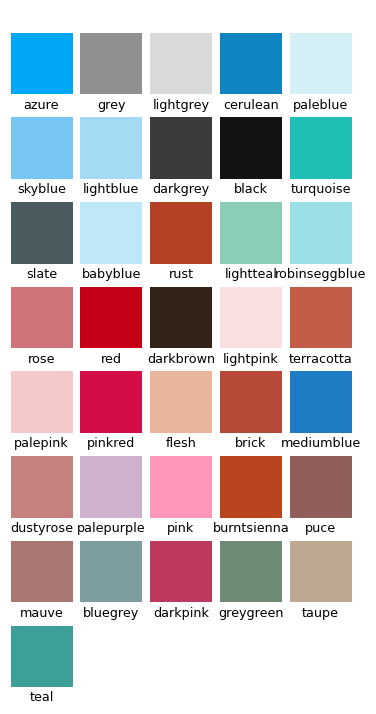 azure grey lightgrey cerulean paleblue
skyblue lightblue darkgrey black turquoise
slate babyblue rust lightteal robinseggblue
rose red darkbrown lightpink terracotta
palepink pinkred flesh brick mediumblue
dustyrose palepurple pink burntsienna puce
mauve bluegrey darkpink greygreen taupe
teal